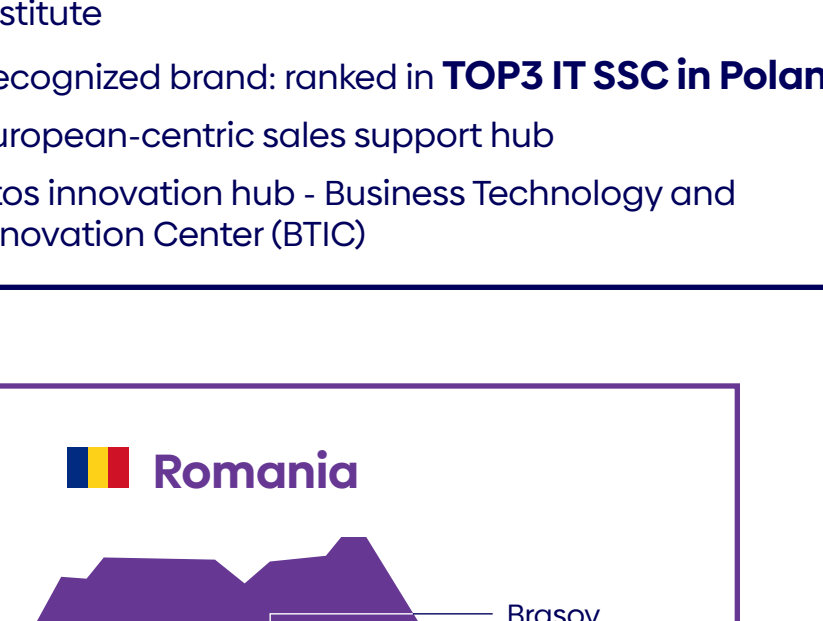 stitute
ecognized brand: ranked in TOP3 IT SSC in Polan
uropean-centric sales support hub
tos innovation hub - Business Technology and
novation Center (BTIC)
Romania
Brasov